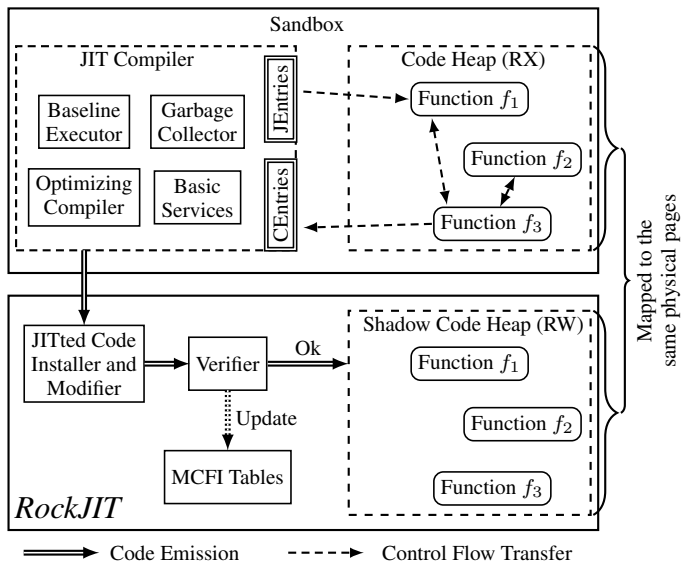 Sandbox
JIT Compiler
Code Heap (RX)
JEntries
Function f1
Baseline
Executor
Garbage
Collector
Function f2
Optimizing
Compiler
Basic
Services
CEntries
Function f3
Mapped to the
same physical pages
JITted Code
Installer and
Modifier
Verifier
Ok
Shadow Code Heap (RW)
Function f1
Update
Function f2
MCFI Tables
Function f3
RockJIT
Code Emission
Control Flow Transfer